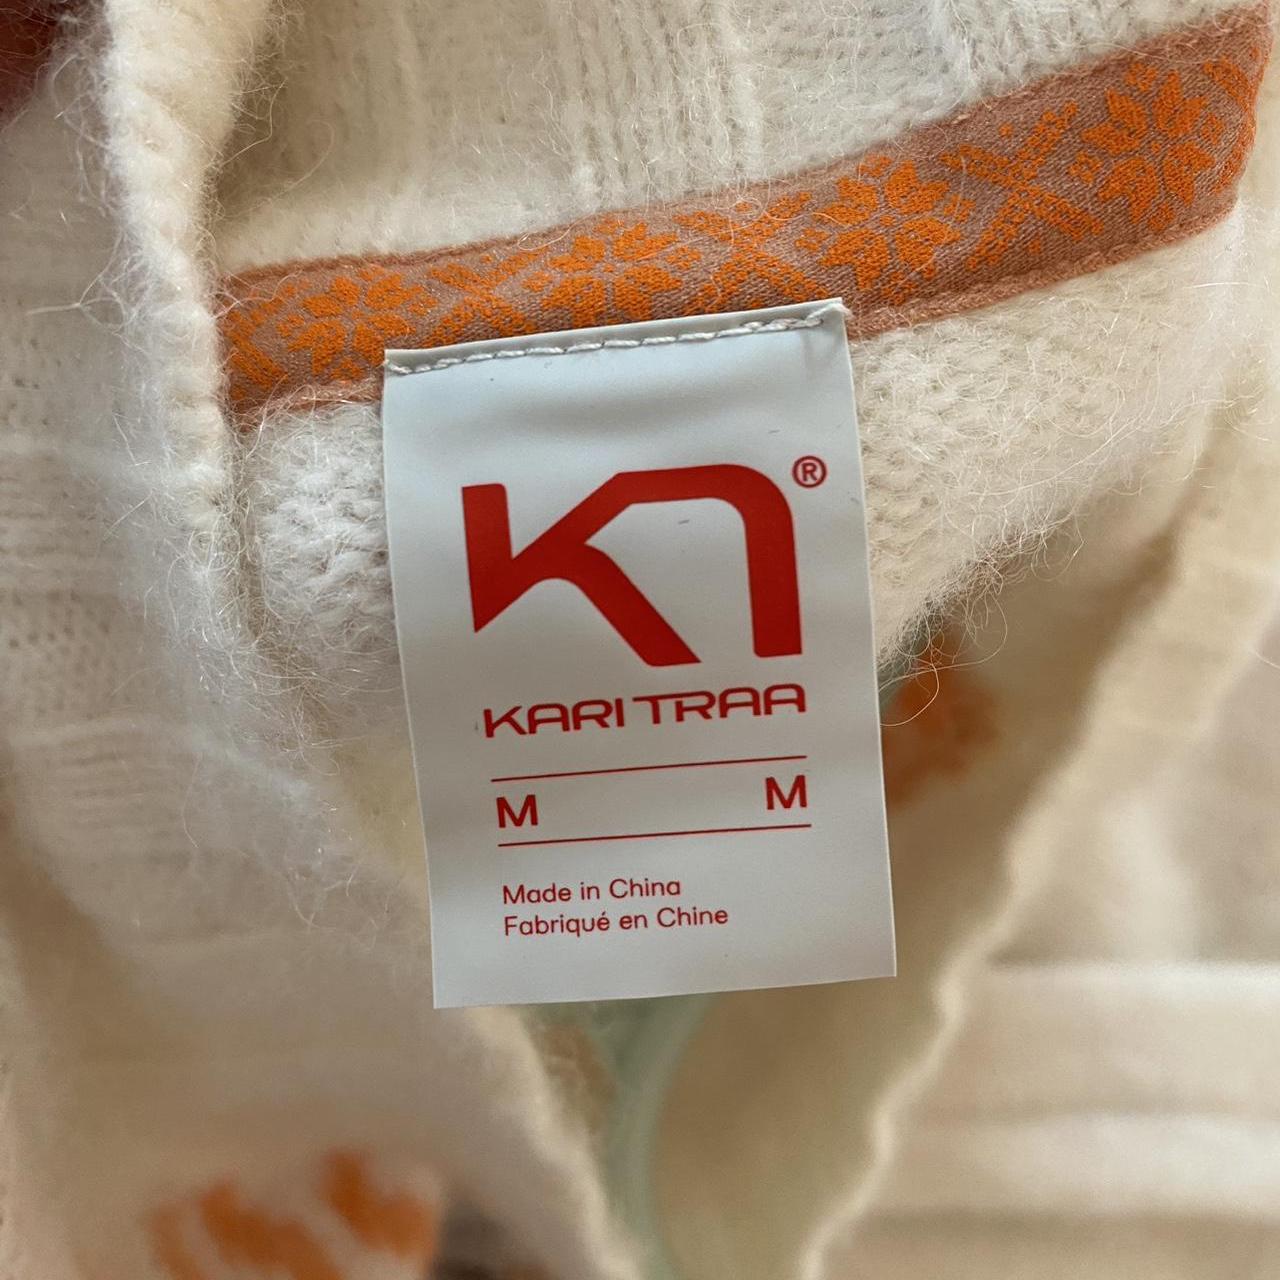 ®
KARI TRAA
M M
Made in China
Fabriqué en Chine